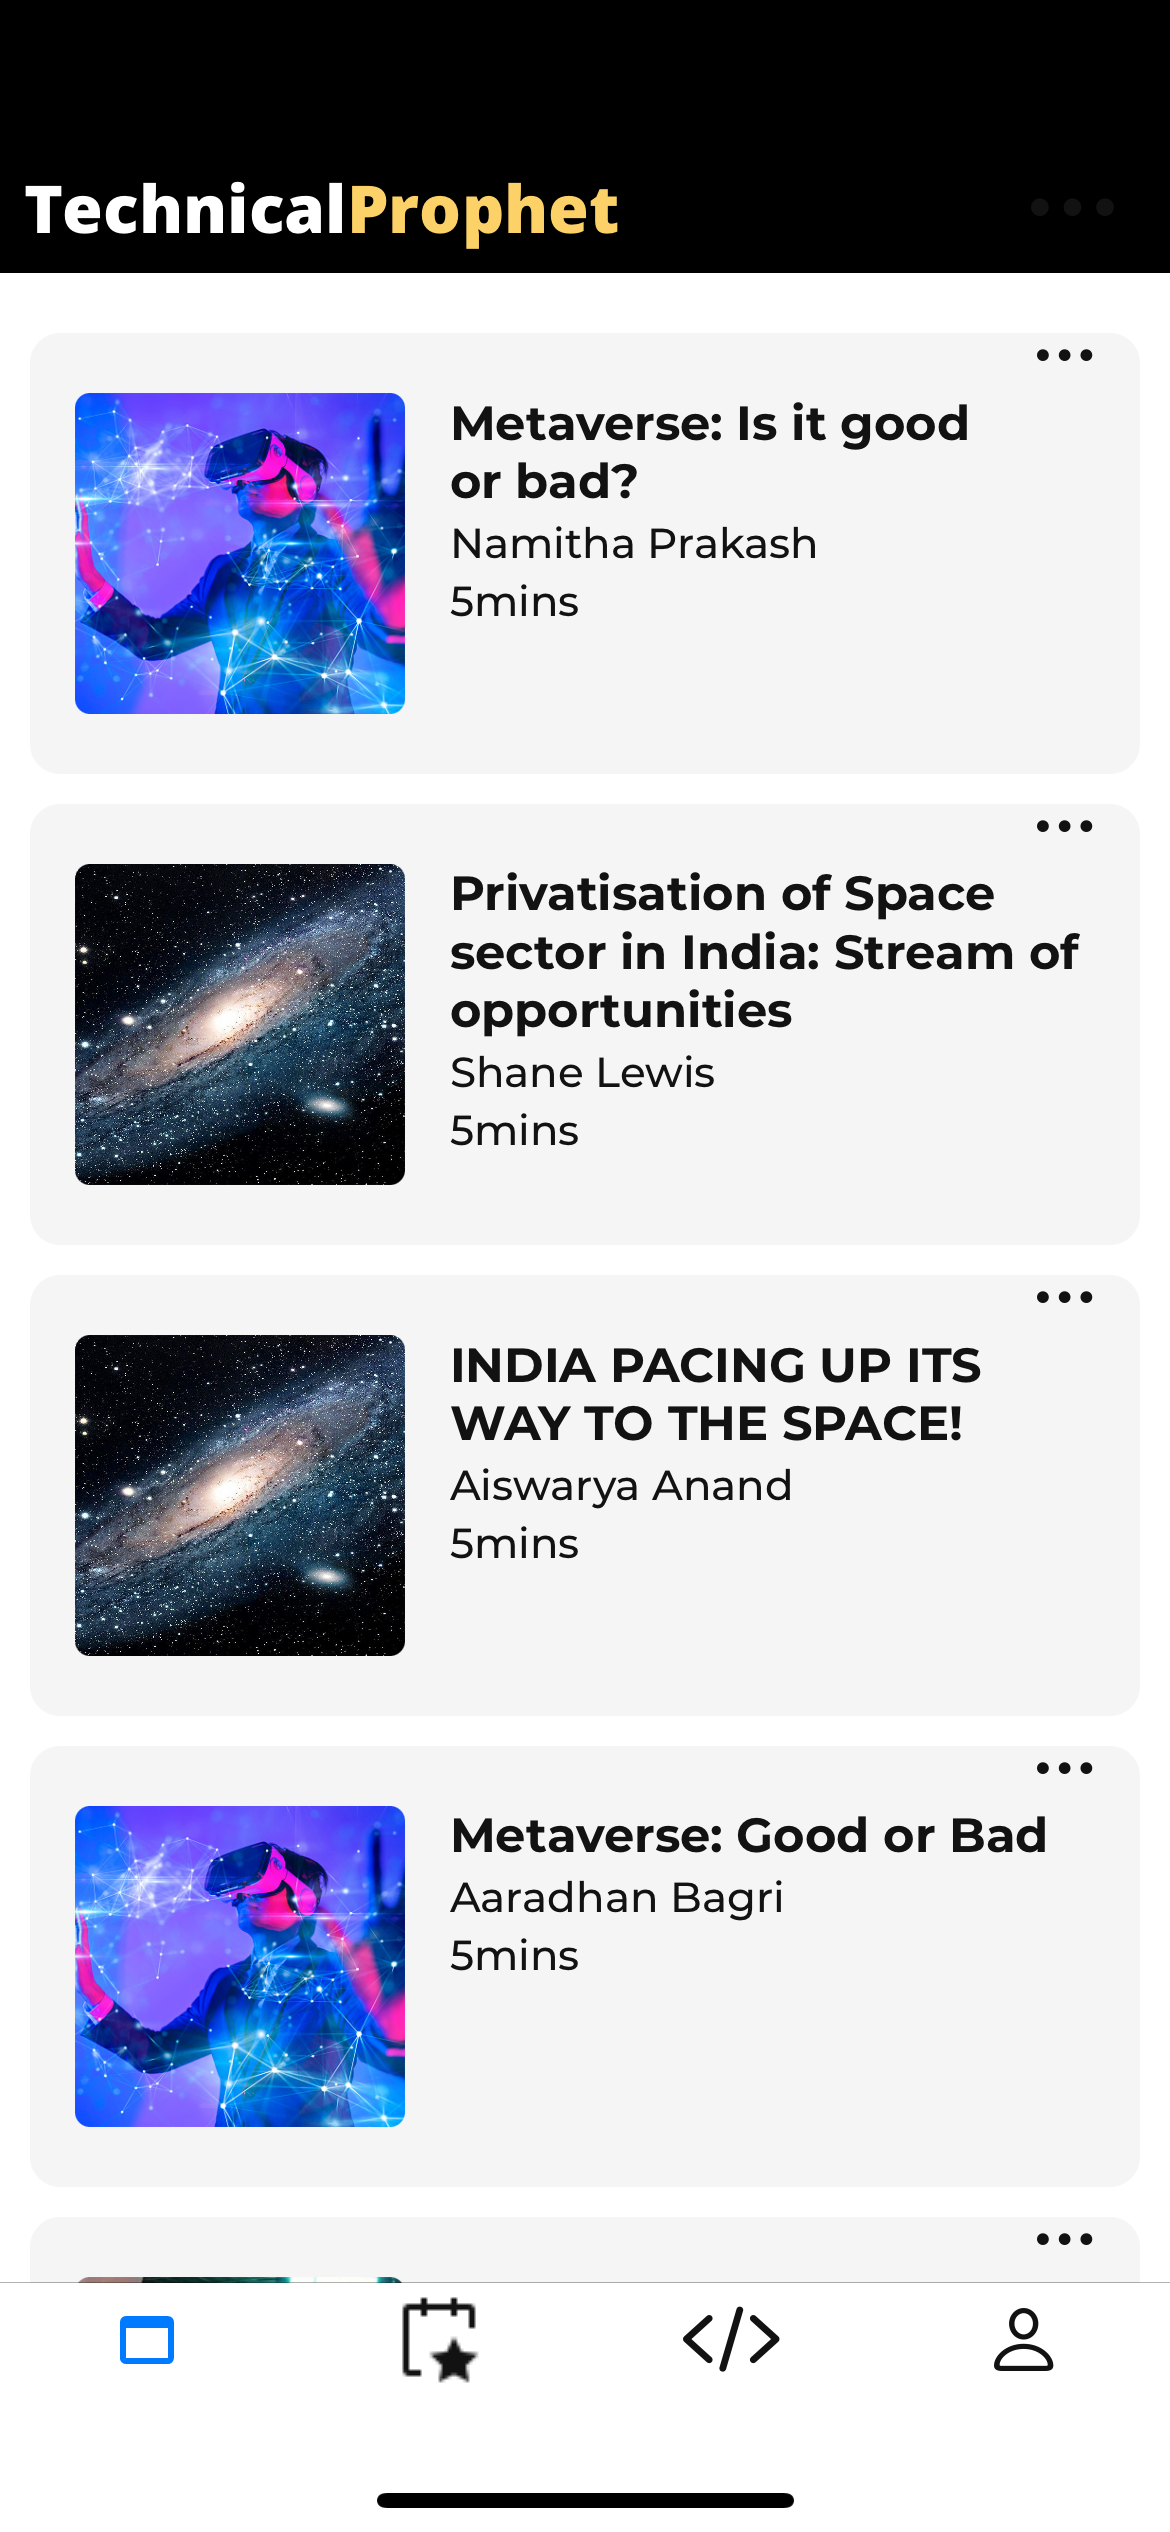 TechnicalProphet
Metaverse: Is it good
or bad?
Namitha Prakash
5mins
Privatisation of Space
sector in India: Stream of
opportunities
Shane Lewis
5mins
INDIA PACING UP ITS
WAY TO THE SPACE!
Aiswarya Anand
5mins
Metaverse: Good or Bad
Aaradhan Bagri
5mins